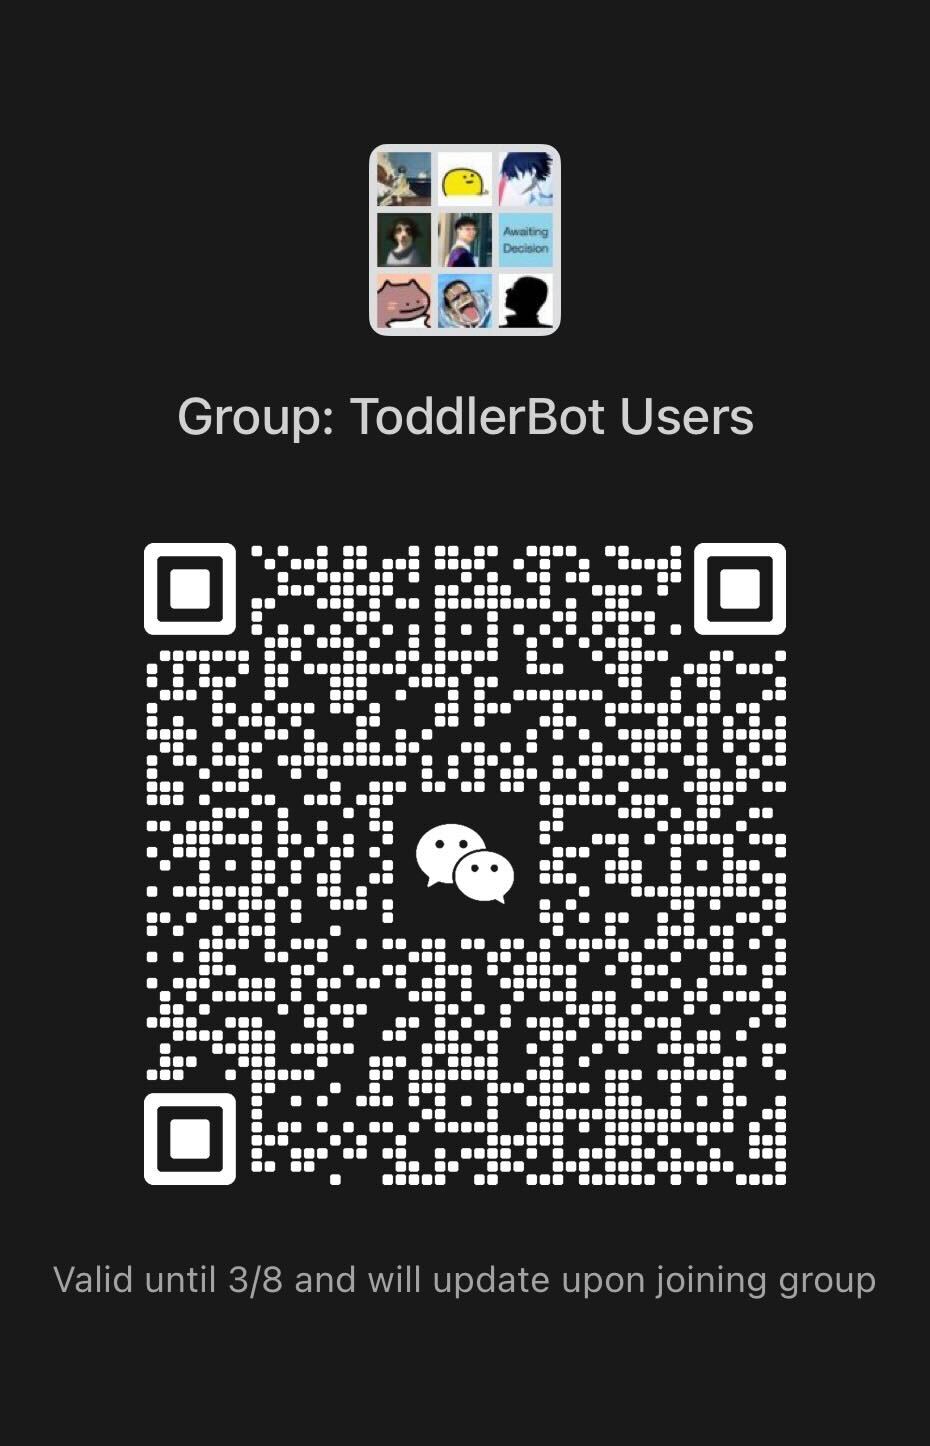 Awaiting
Decision
Group: ToddlerBot Users
Valid until 3/8 and will update upon joining group